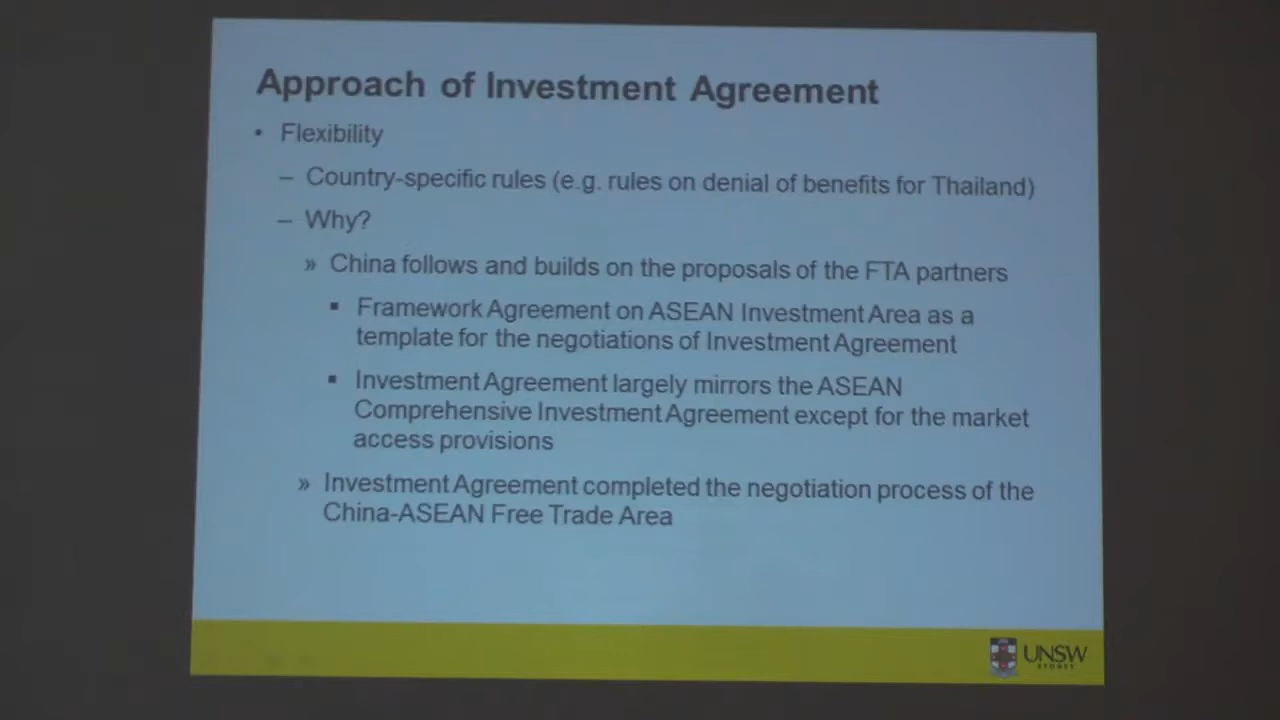 Approach of Investment Agreement
• Flexibility
– Country-specific rules (e.g. rules on denial of benefits for Thailand)
– Why?
» China follows and builds on the proposals of the FTA partners
▪ Framework Agreement on ASEAN Investment Area as a
template for the negotiations of Investment Agreement
▪ Investment Agreement largely mirrors the ASEAN
Comprehensive Investment Agreement except for the market
access provisions
» Investment Agreement completed the negotiation process of the
China-ASEAN Free Trade Area
UNSW
SYDNEY